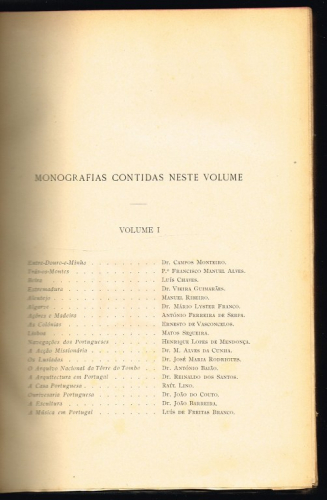 MONOGRAFIAS CONTIDAS NESTE VOLUME
VOLUME I
Entre-Douro-e-Minho . . . . . . . . . . DR. CAMPOS MONTEIRO.
Trás-os-Montes . . . . . . . . . . P.e FRANCISCO MANUEL ALVES.
Beira . . . . . . . . . . LUÍS CHAVES.
Estremadura . . . . . . . . . . DR. VIEIRA GUIMARÃES.
Alentejo . . . . . . . . . . MANUEL RIBEIRO.
Algarve . . . . . . . . . . DR. MÁRIO LYSTER FRANCO.
Açôres e Madeira . . . . . . . . . . ANTÓNIO FERREIRA DE SERPA.
As Colónias . . . . . . . . . . ERNESTO DE VASCONCELOS.
Lisboa . . . . . . . . . . MATOS SEQUEIRA.
Navegações dos Portugueses . . . . . . . . HENRIQUE LOPES DE MENDONÇA.
A Acção Missionária . . . . . . . . . . DR. M. ALVES DA CUNHA.
Os Lusíadas . . . . . . . . . . DR. JOSÉ MARIA RODRIGUES.
O Arquivo Nacional da Tôrre do Tombo . . . DR. ANTÓNIO BAIÃO.
A Arquitectura em Portugal . . . . . . . . DR. REINALDO DOS SANTOS.
A Casa Portuguesa . . . . . . . . . . RAÚL LINO.
Ourivesaria Portuguesa . . . . . . . . . . DR. JOÃO DO COUTO.
A Escultura . . . . . . . . . . DR. JOÃO BARREIRA.
A Música em Portugal . . . . . . . . . . LUÍS DE FREITAS BRANCO.